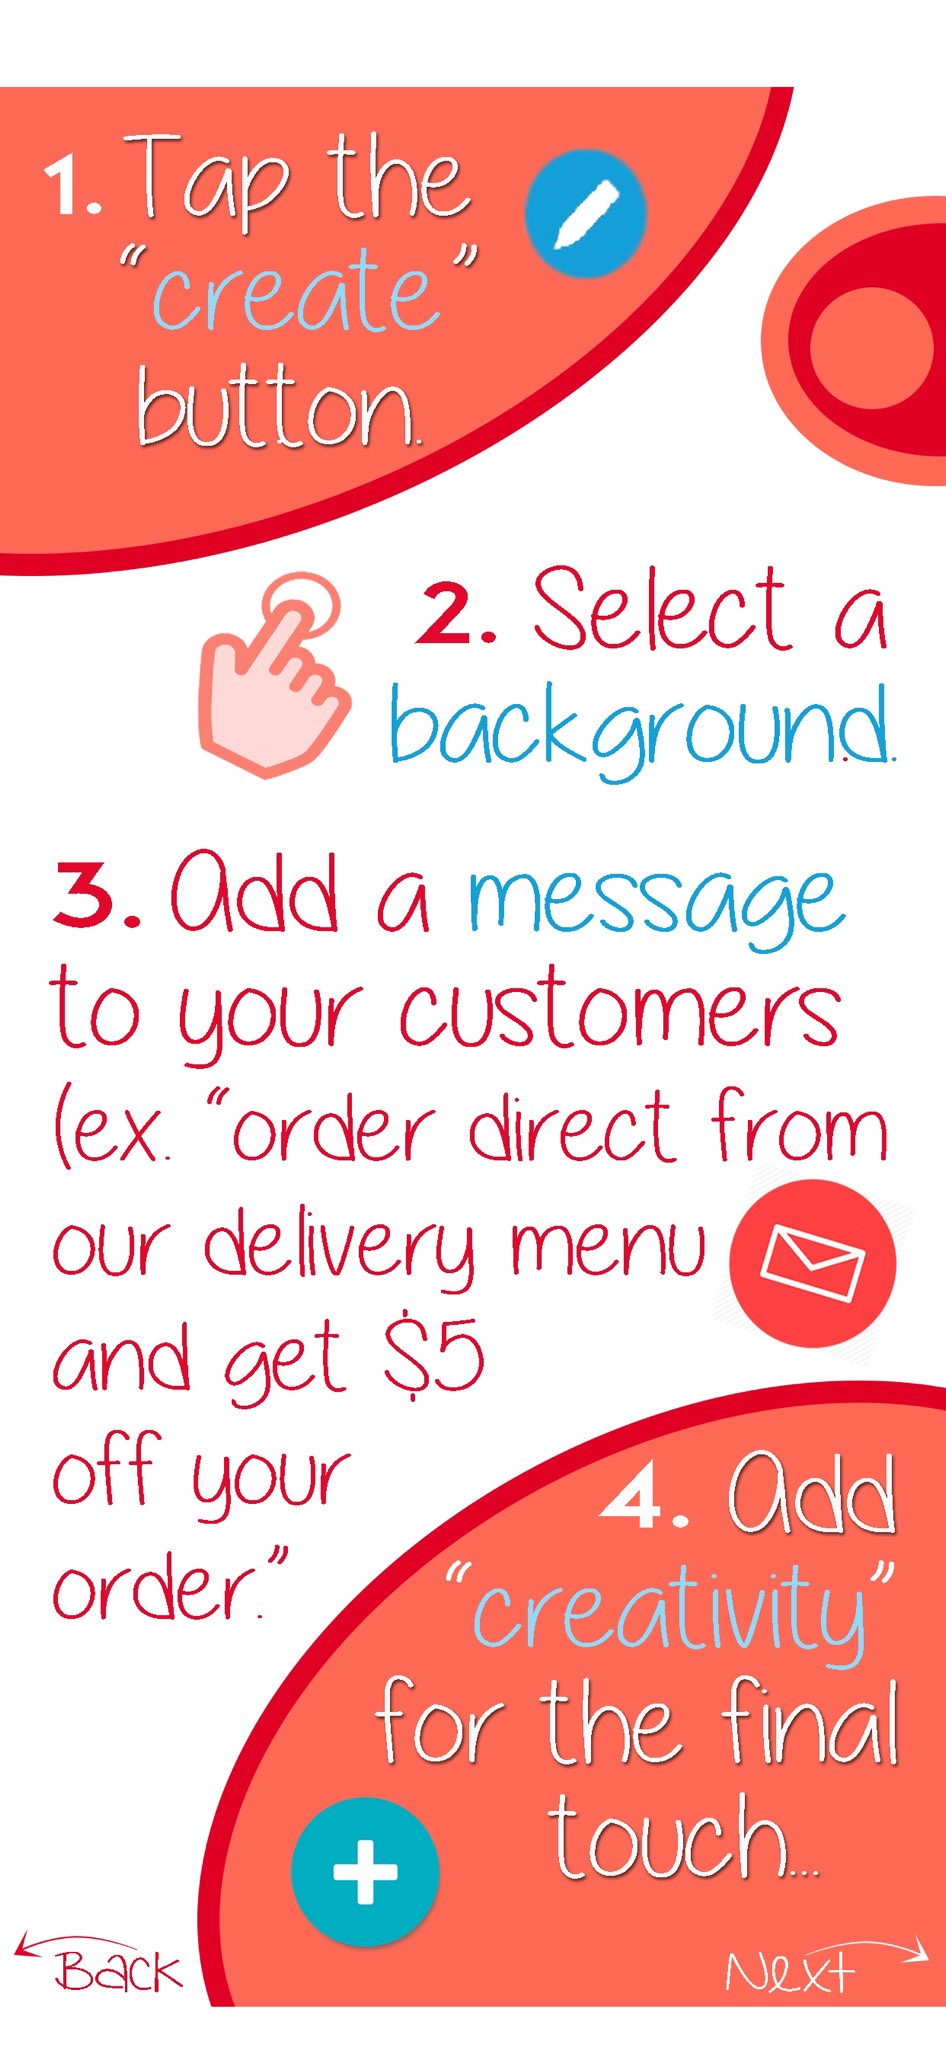 1. Tap the
“create”
button.
2. Select a
background.
3. Add a message
to your customers
(ex. “order direct from
our delivery menu
and get $5
off your
order.”
4. Add
“creativity”
for the final
touch...
Back
Next